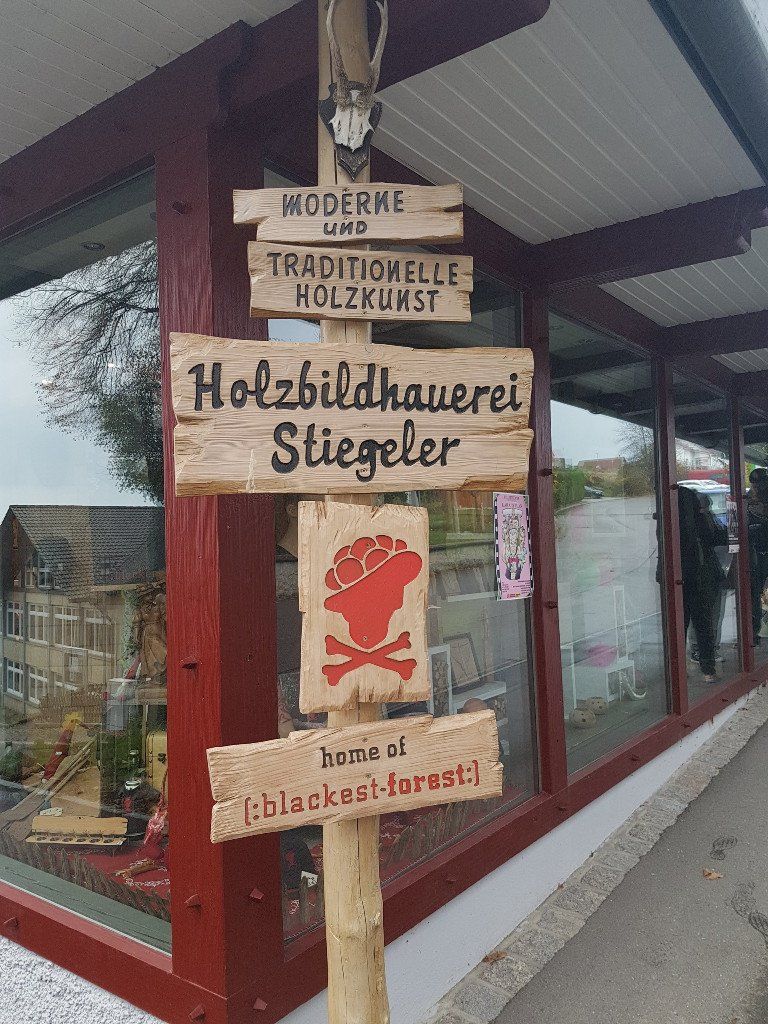 MODERNE
UND
TRADITIONELLE
HOLZKUNST
Holzbildhauerei
Stiegeler
home of
(:blackest-forest:)